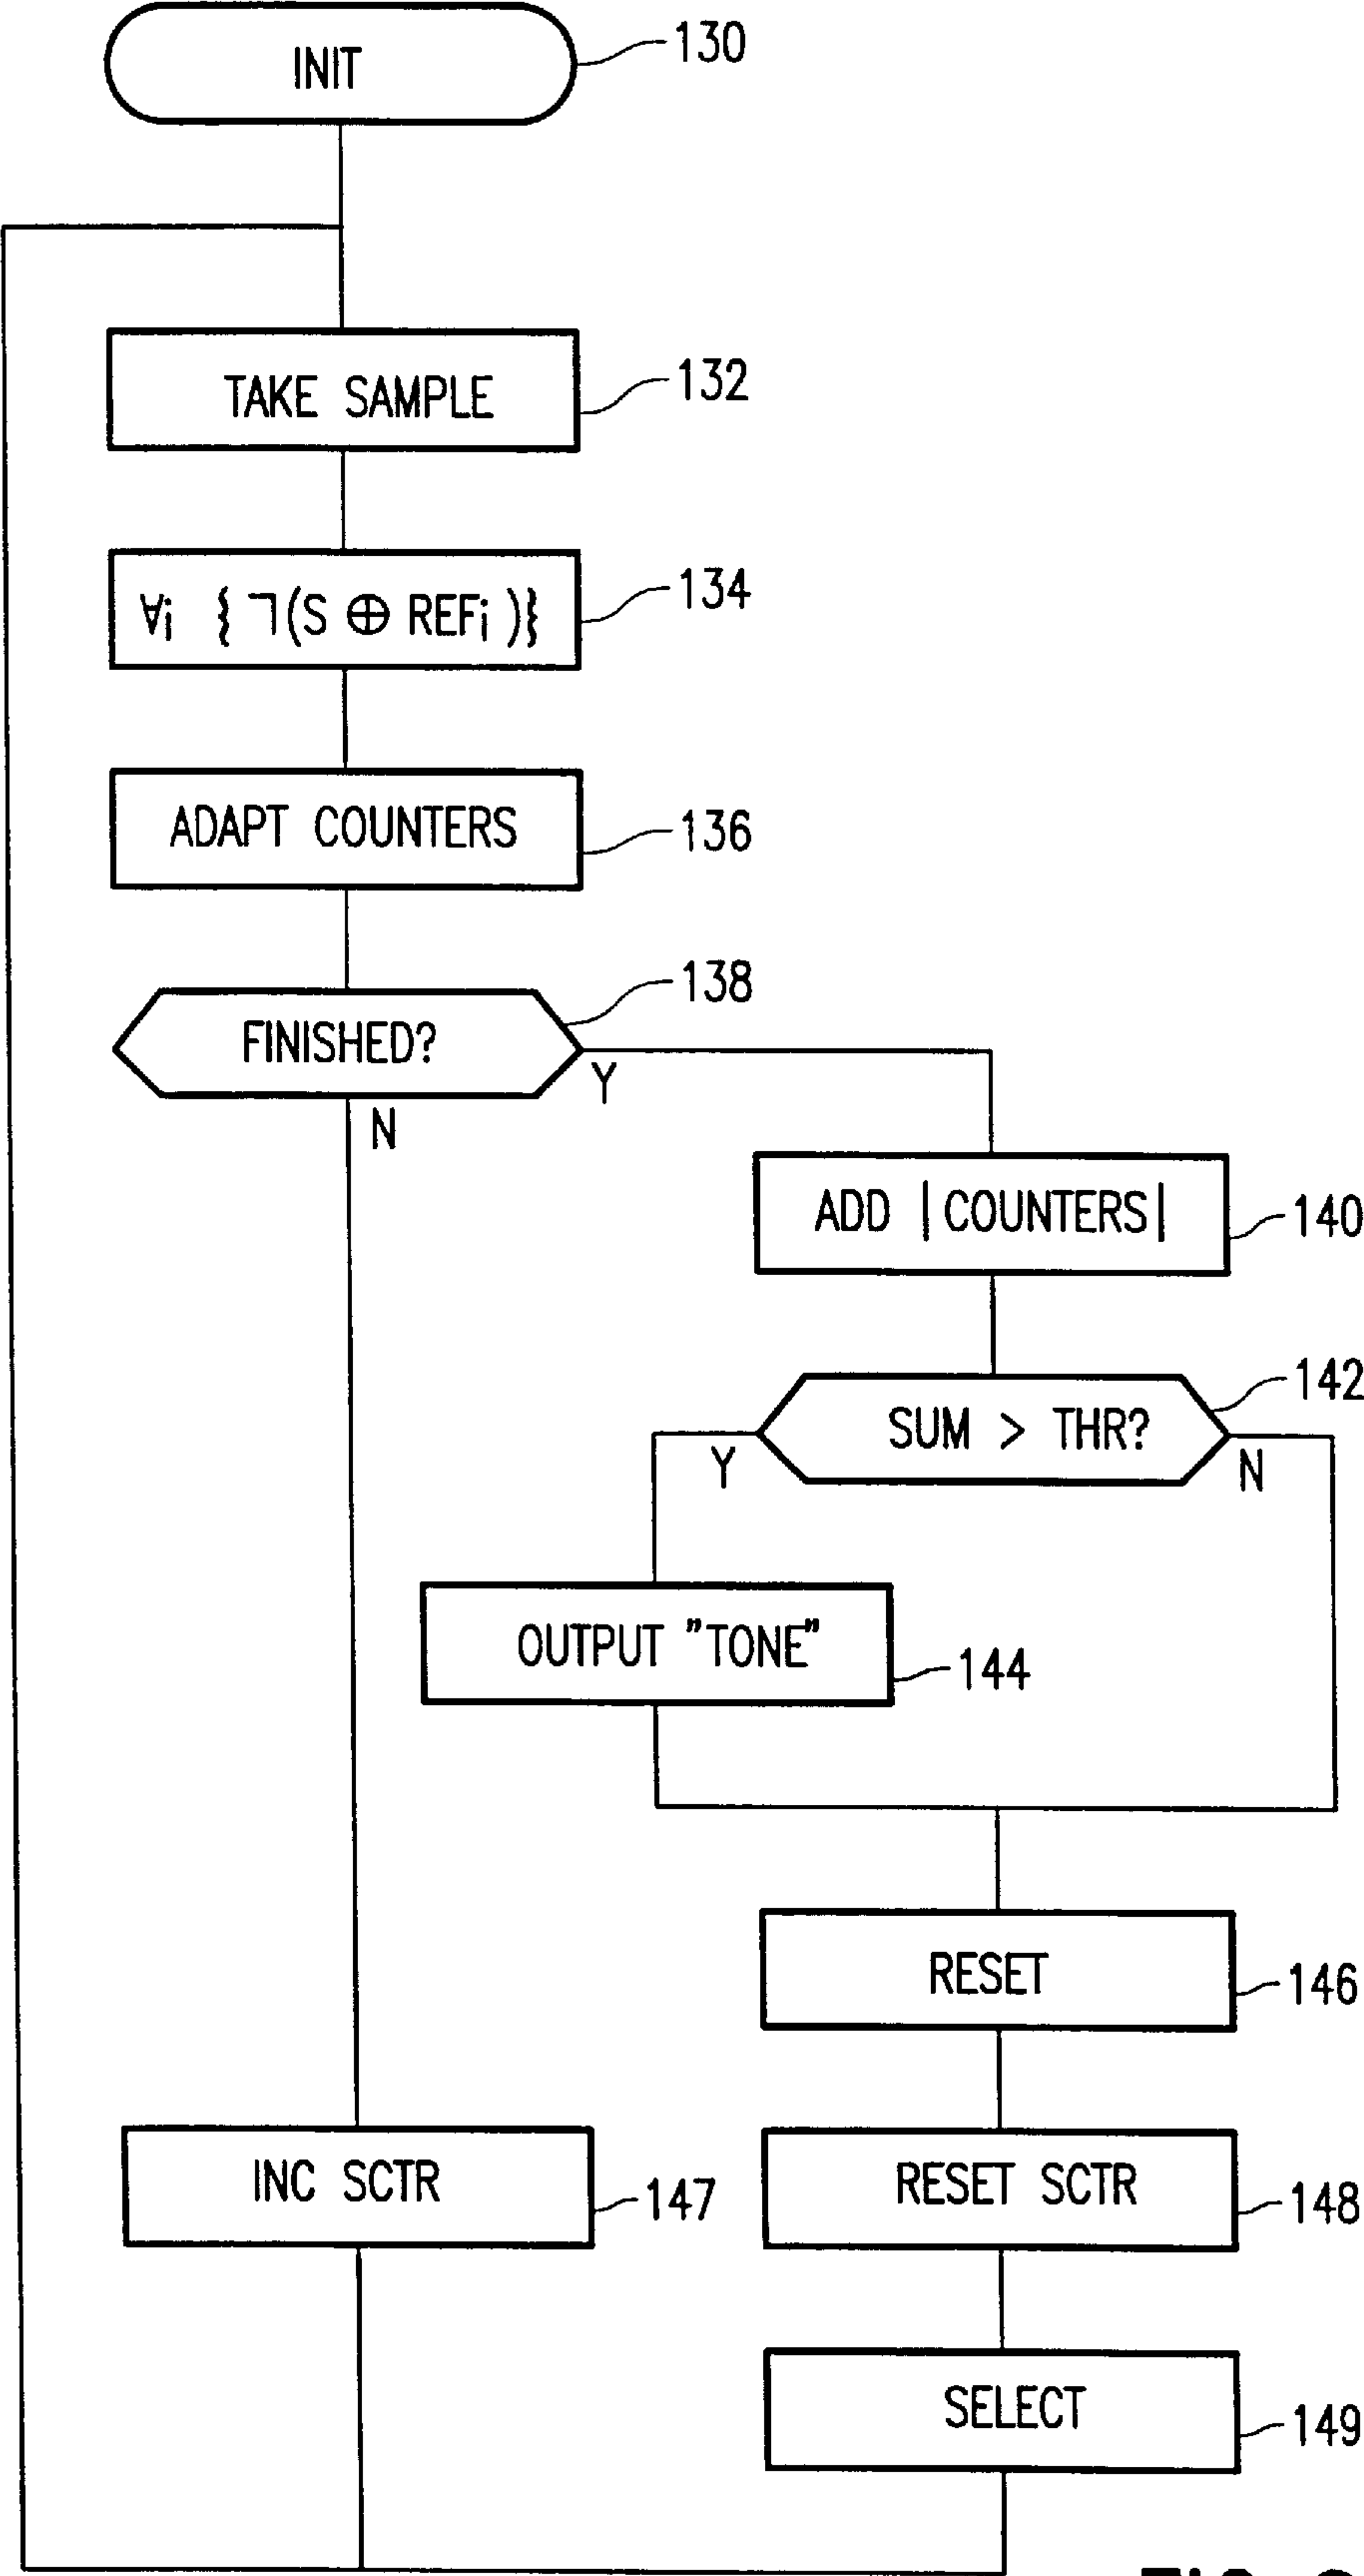 INIT
130
TAKE SAMPLE
132
∀i { ¬(S ⊕ REFi )}
134
ADAPT COUNTERS
136
FINISHED?
138
Y
N
ADD |COUNTERS|
140
SUM > THR?
142
Y
N
OUTPUT "TONE"
144
RESET
146
INC SCTR
147
RESET SCTR
148
SELECT
149